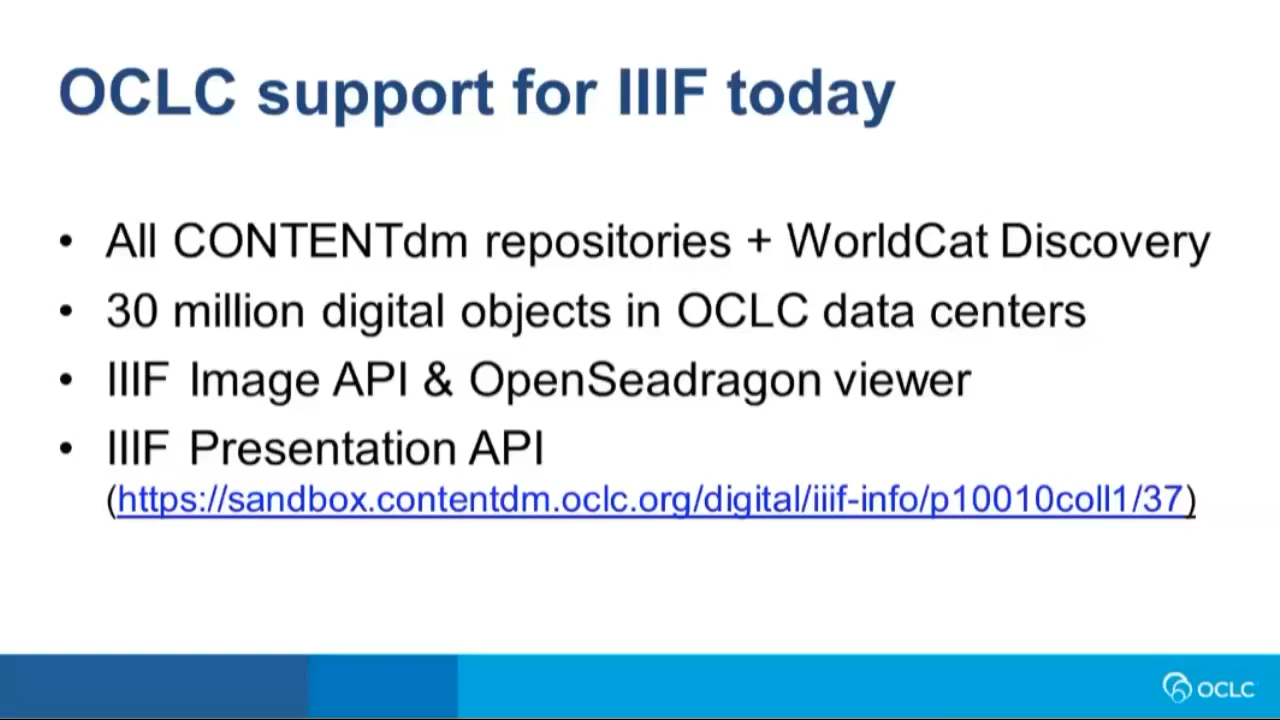 OCLC support for IIIF today
• All CONTENTdm repositories + WorldCat Discovery
• 30 million digital objects in OCLC data centers
• IIIF Image API & OpenSeadragon viewer
• IIIF Presentation API
(https://sandbox.contentdm.oclc.org/digital/iiif-info/p10010coll1/37)
OCLC